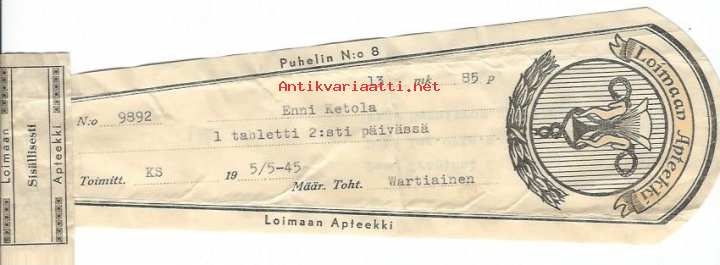 Loimaan
Sisällisesti
Apteekki
Puhelin N:o 8
Antikvariaatti.net
13 mk. 85 p
N:o 9892 Enni Ketola
1 tabletti 2:sti päivässä
Toimitt. KS 19 5/5-45 Määr. Toht. Wartiainen
Loimaan Apteekki
Loimaan Apteekki